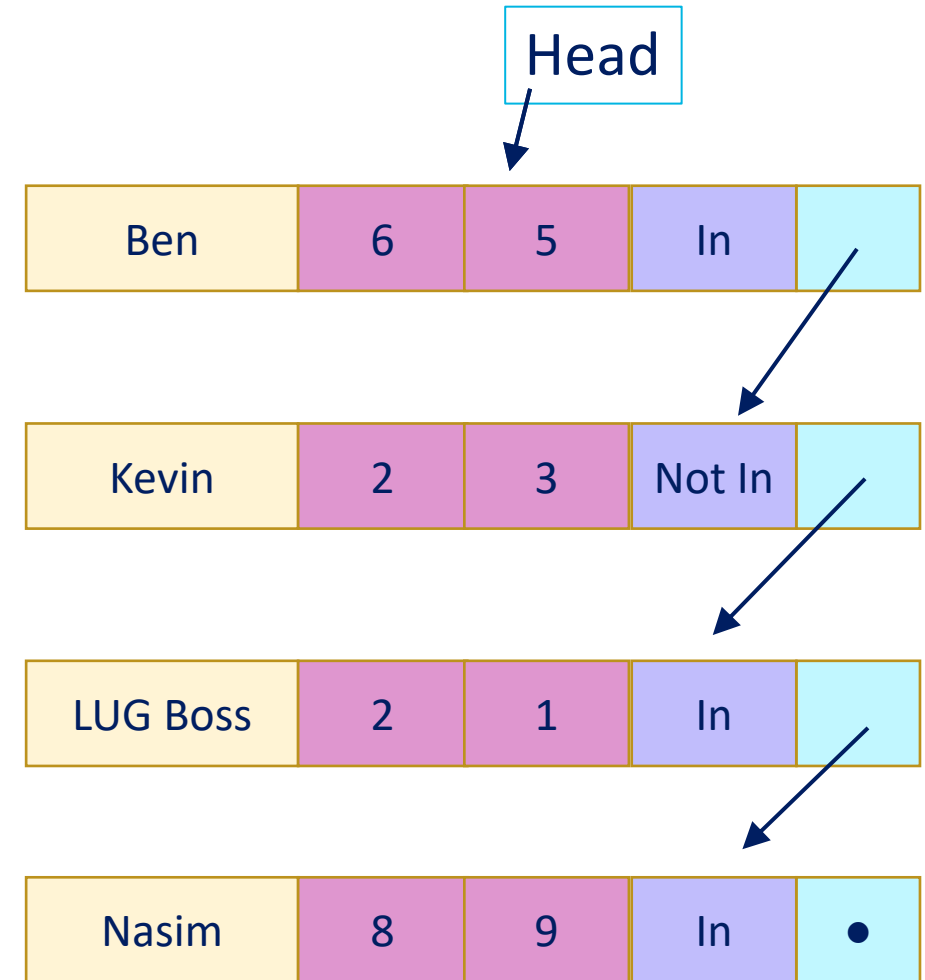 Head
Ben 6 5 In
Kevin 2 3 Not In
LUG Boss 2 1 In
Nasim 8 9 In